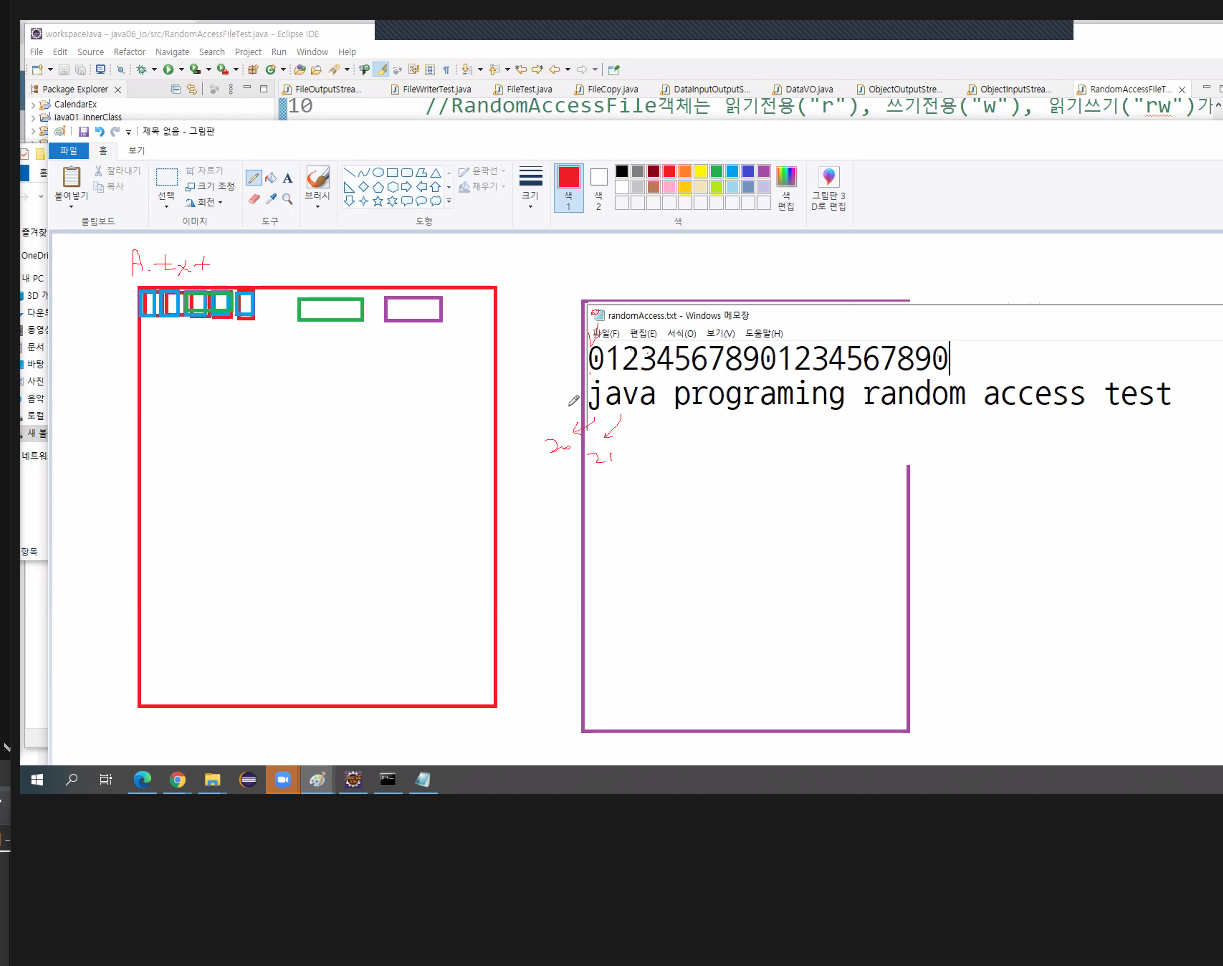 workspaceJava - java06_io/src/RandomAccessFileTest.java - Eclipse IDE
File Edit Source Refactor Navigate Search Project Run Window Help
Package Explorer
FileOutputStrea... FileWriterTest.java FileTest.java FileCopy.java DataInputOutputS... DataVO.java ObjectOutputStrea... ObjectInputStrea... RandomAccessFileT...
CalendarEx
java01_InnerClass
10 //RandomAccessFile객체는 읽기전용("r"), 쓰기전용("w"), 읽기쓰기("rw")가
제목 없음 - 그림판
파일 홈 보기
붙여넣기
잘라내기
복사
클립보드
선택
자르기
크기 조정
회전
이미지
도구
브러시
윤곽선
채우기
도형
크기
색 1
색 2
색
색 편집
그림판 3D로 편집
홈
즐겨찾
OneDri
내 PC
3D 개
다운로
동영상
문서
바탕
사진
음악
로컬
새 볼
네트워
항목
A.txt
randomAccess.txt - Windows 메모장
파일(F) 편집(E) 서식(O) 보기(V) 도움말(H)
012345678901234567890
java programing random access test
20
21